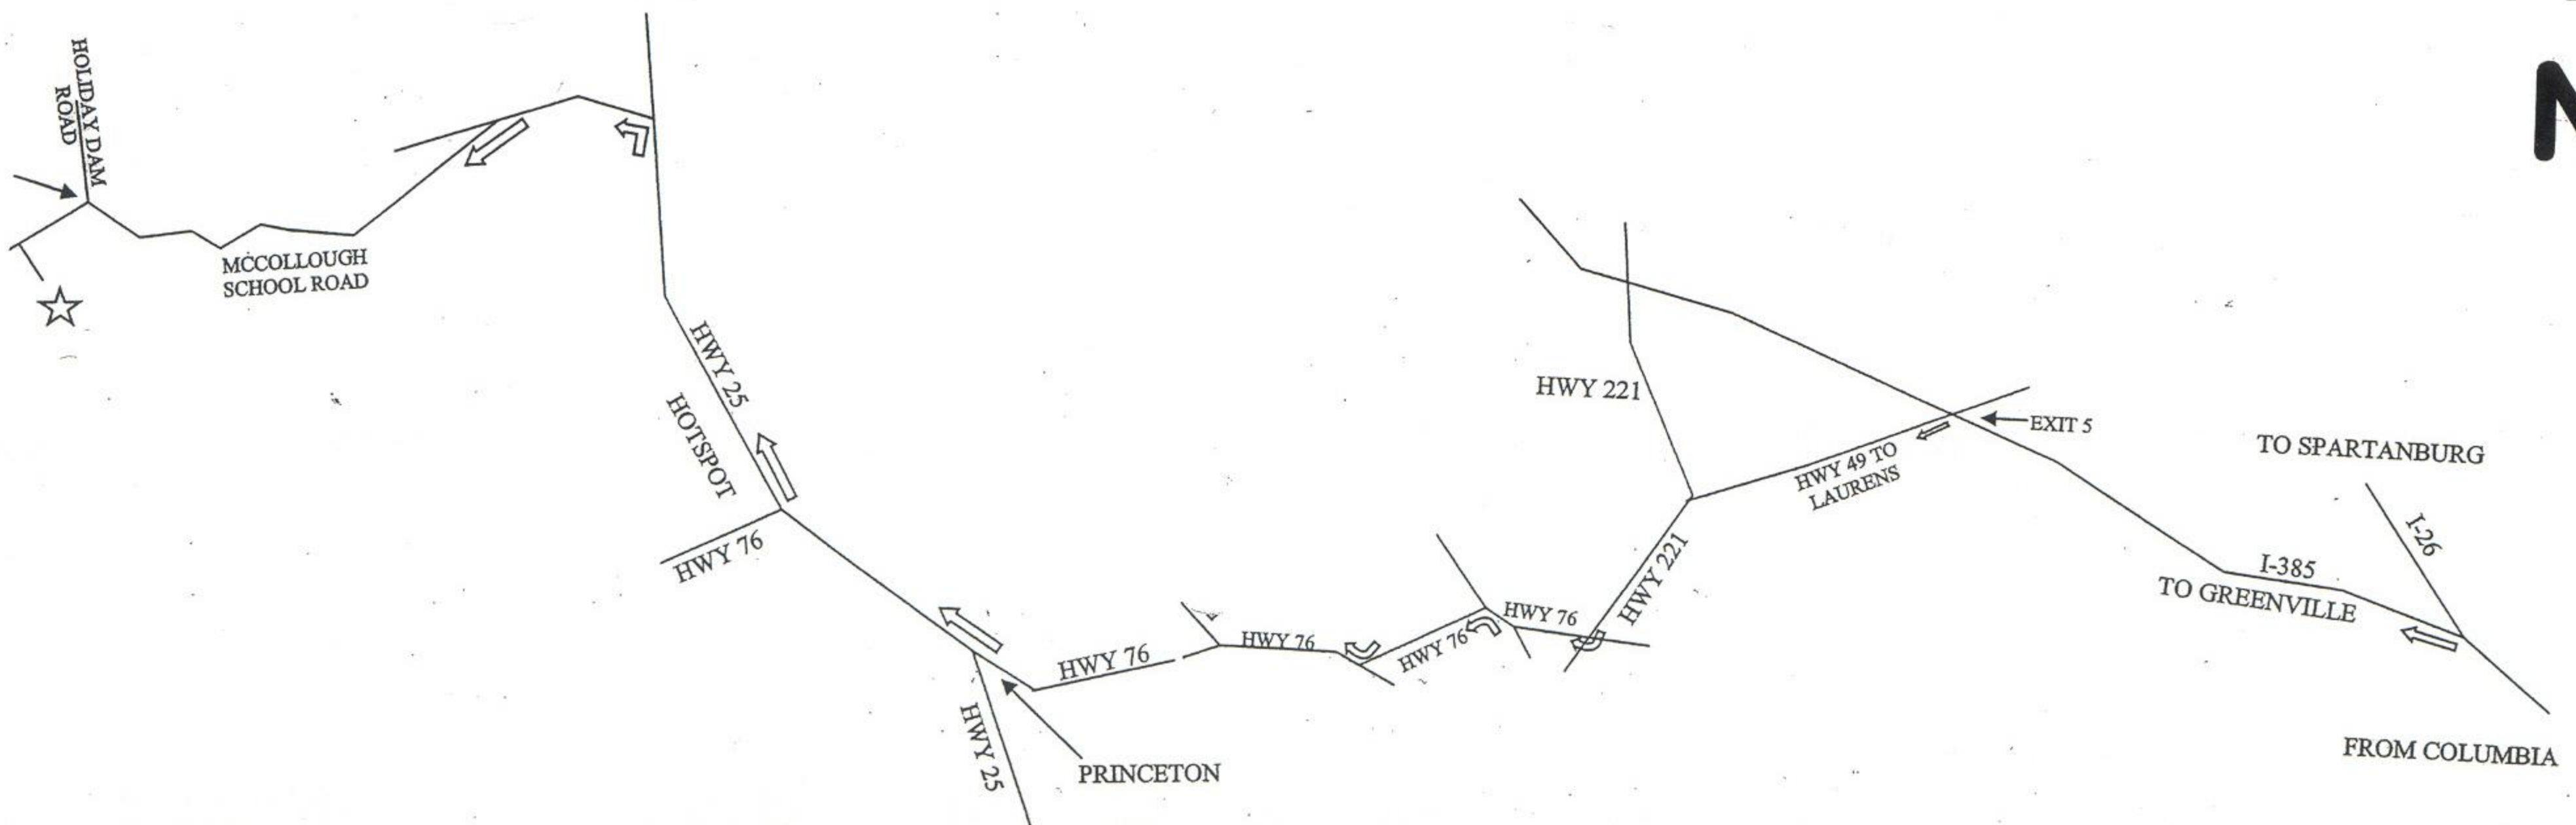 HOLIDAY DAM
ROAD
MCCOLLOUGH
SCHOOL ROAD
HWY 25
HOTSPOT
HWY 76
HWY 25
PRINCETON
HWY 76
HWY 76
HWY 76
HWY 76
HWY 221
HWY 221
HWY 49 TO
LAURENS
EXIT 5
TO SPARTANBURG
I-26
I-385
TO GREENVILLE
FROM COLUMBIA
N